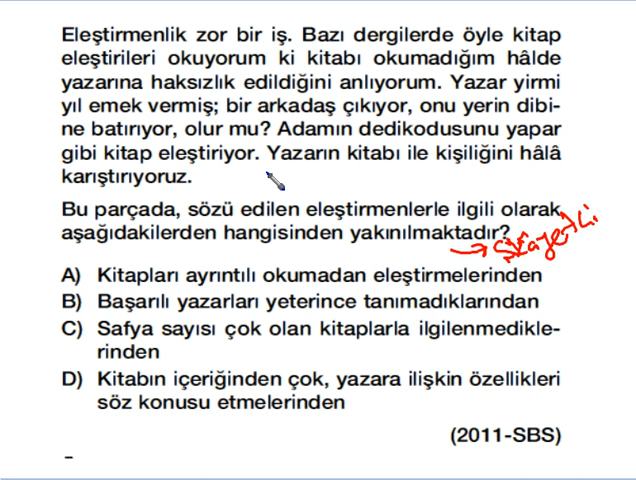 Eleştirmenlik zor bir iş. Bazı dergilerde öyle kitap
eleştirileri okuyorum ki kitabı okumadığım hâlde
yazarına haksızlık edildiğini anlıyorum. Yazar yirmi
yıl emek vermiş; bir arkadaş çıkıyor, onu yerin dibi-
ne batırıyor, olur mu? Adamın dedikodusunu yapar
gibi kitap eleştiriyor. Yazarın kitabı ile kişiliğini hâlâ
karıştırıyoruz.
Bu parçada, sözü edilen eleştirmenlerle ilgili olarak
aşağıdakilerden hangisinden yakınılmaktadır?
A) Kitapları ayrıntılı okumadan eleştirmelerinden
B) Başarılı yazarları yeterince tanımadıklarından
C) Safya sayısı çok olan kitaplarla ilgilenmedikle-
rinden
D) Kitabın içeriğinden çok, yazara ilişkin özellikleri
söz konusu etmelerinden
(2011-SBS)